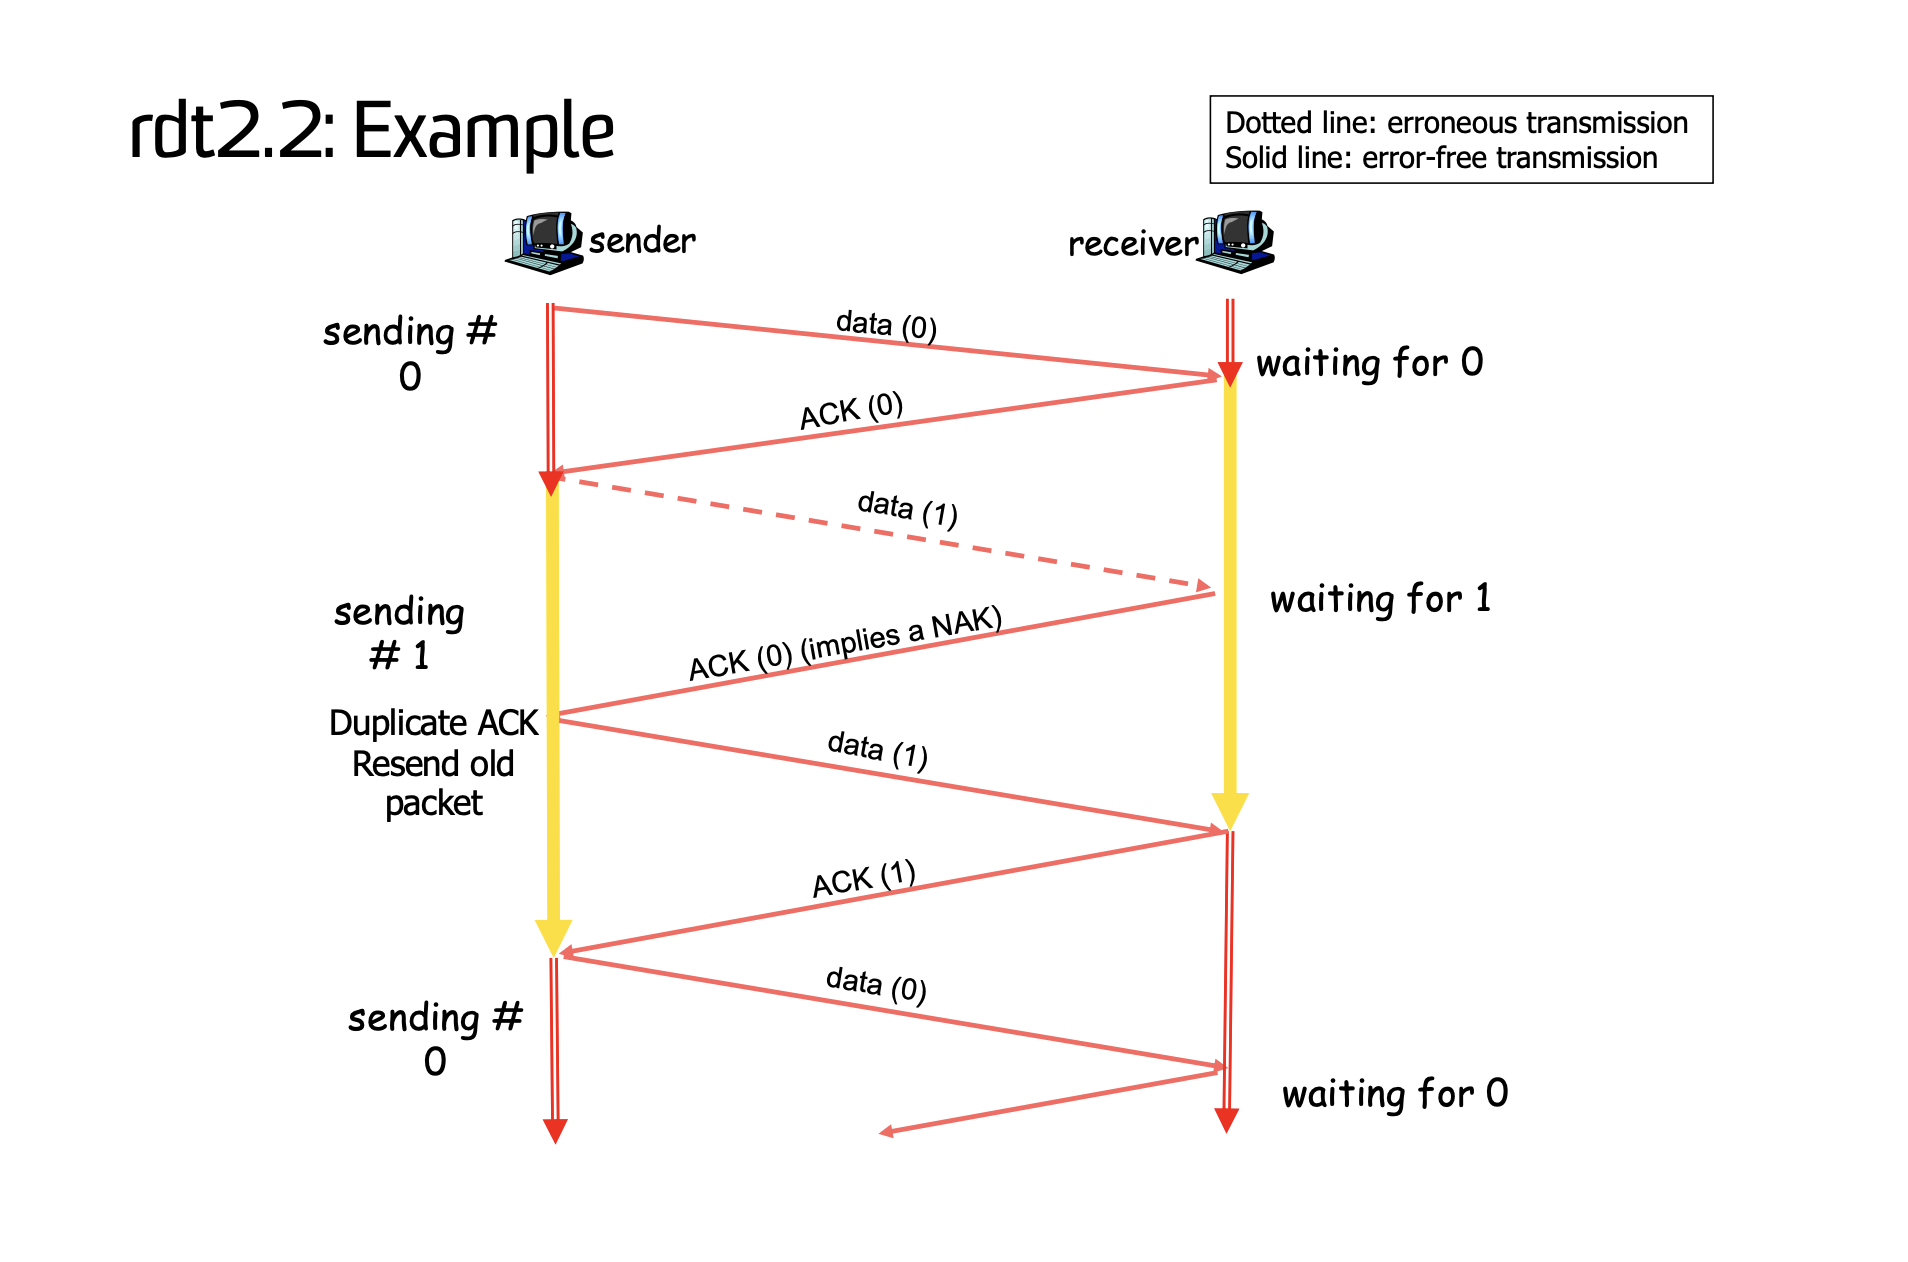 rdt2.2: Example
Dotted line: erroneous transmission
Solid line: error-free transmission
sender
receiver
sending #
0
data (0)
waiting for 0
ACK (0)
data (1)
sending
# 1
waiting for 1
ACK (0) (implies a NAK)
Duplicate ACK
Resend old
packet
data (1)
ACK (1)
data (0)
sending #
0
waiting for 0